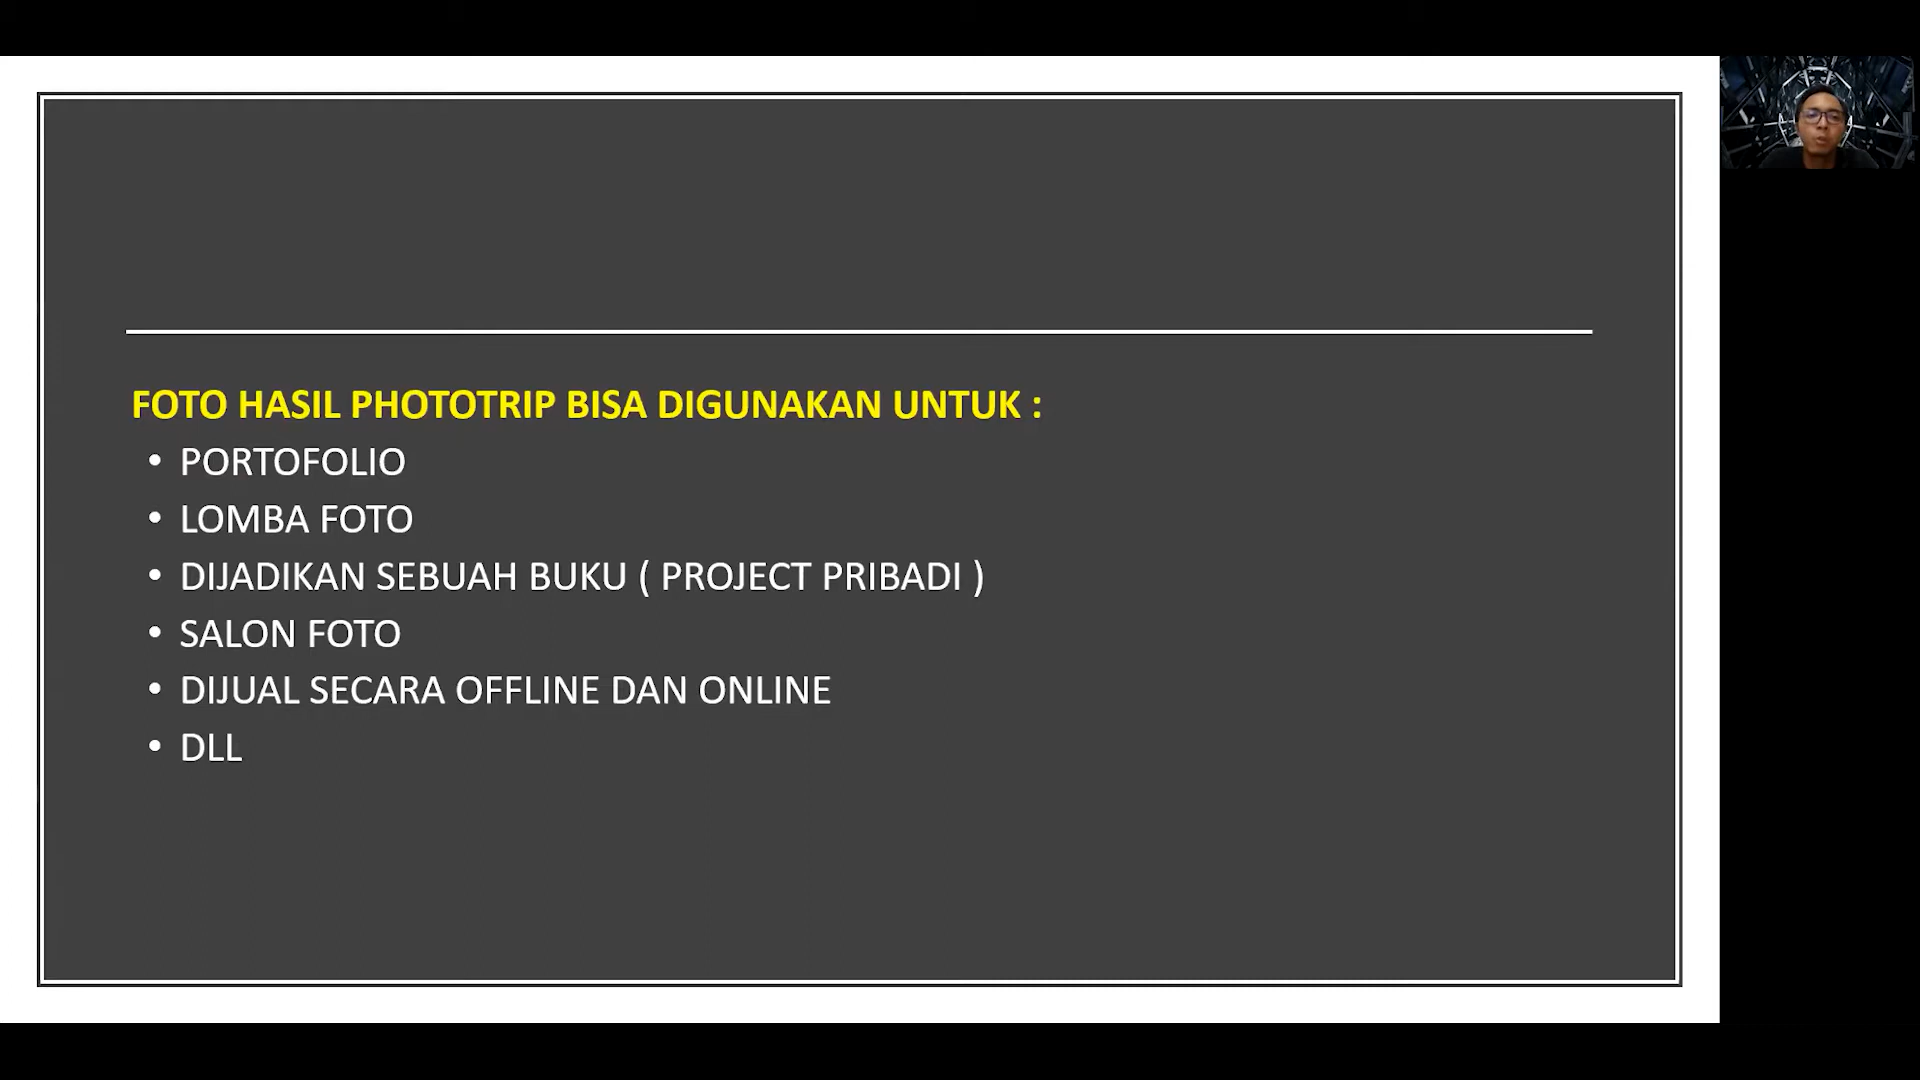 FOTO HASIL PHOTOTRIP BISA DIGUNAKAN UNTUK :
• PORTOFOLIO
• LOMBA FOTO
• DIJADIKAN SEBUAH BUKU ( PROJECT PRIBADI )
• SALON FOTO
• DIJUAL SECARA OFFLINE DAN ONLINE
• DLL